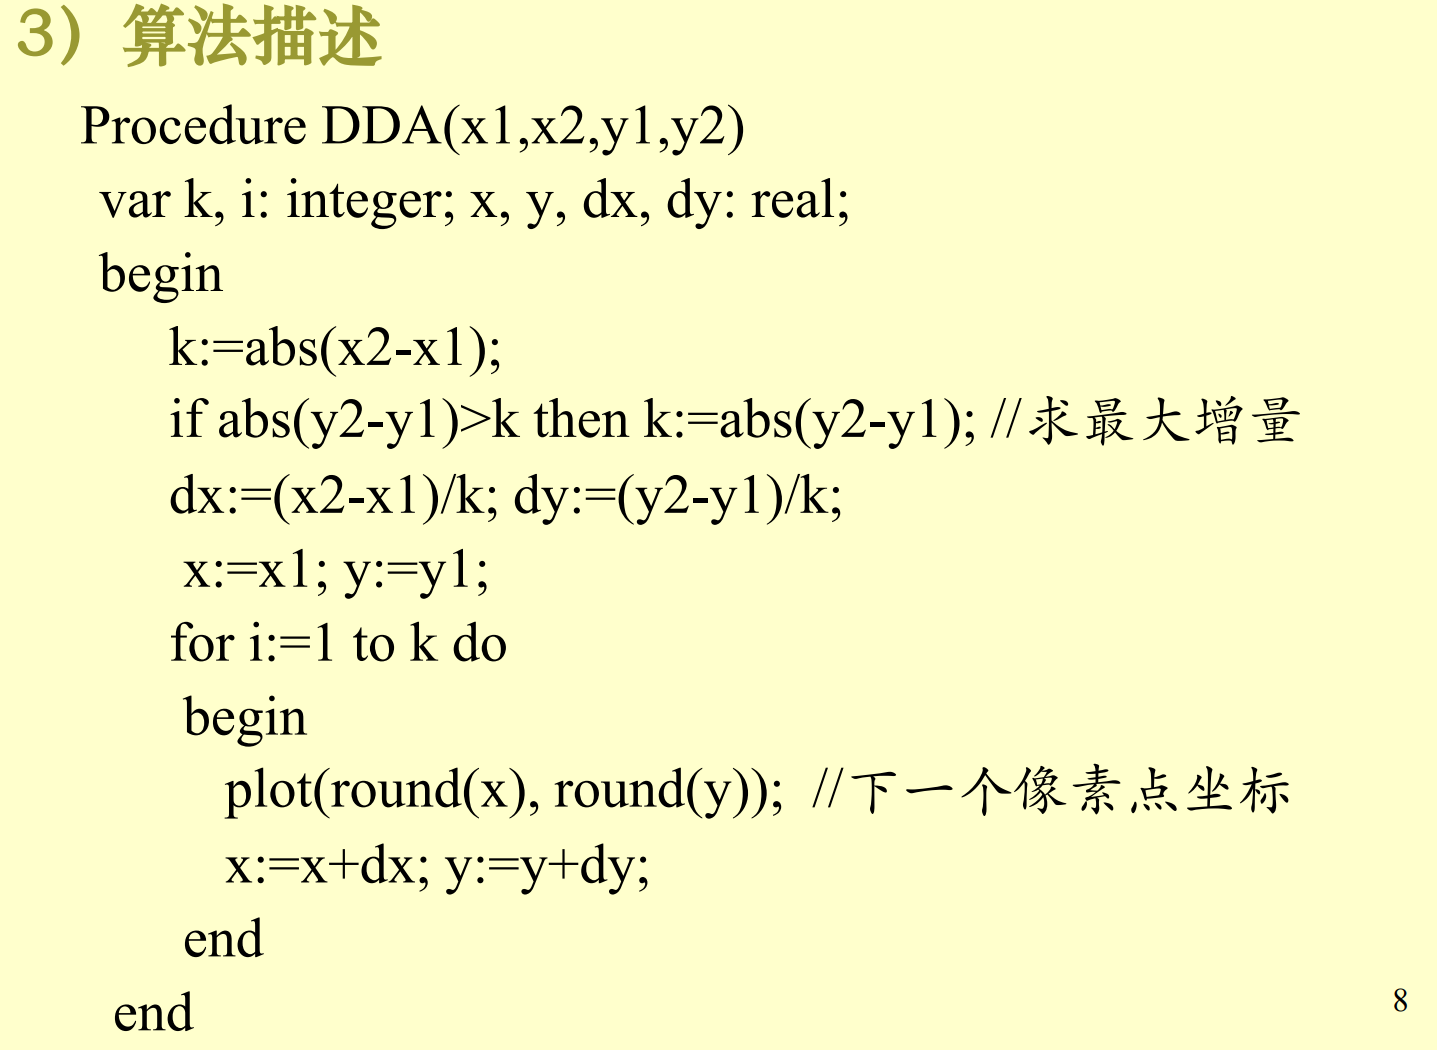 3）算法描述
Procedure DDA(x1,x2,y1,y2)
var k, i: integer; x, y, dx, dy: real;
begin
k:=abs(x2-x1);
if abs(y2-y1)>k then k:=abs(y2-y1); //求最大增量
dx:=(x2-x1)/k; dy:=(y2-y1)/k;
x:=x1; y:=y1;
for i:=1 to k do
begin
plot(round(x), round(y)); //下一个像素点坐标
x:=x+dx; y:=y+dy;
end
end
8